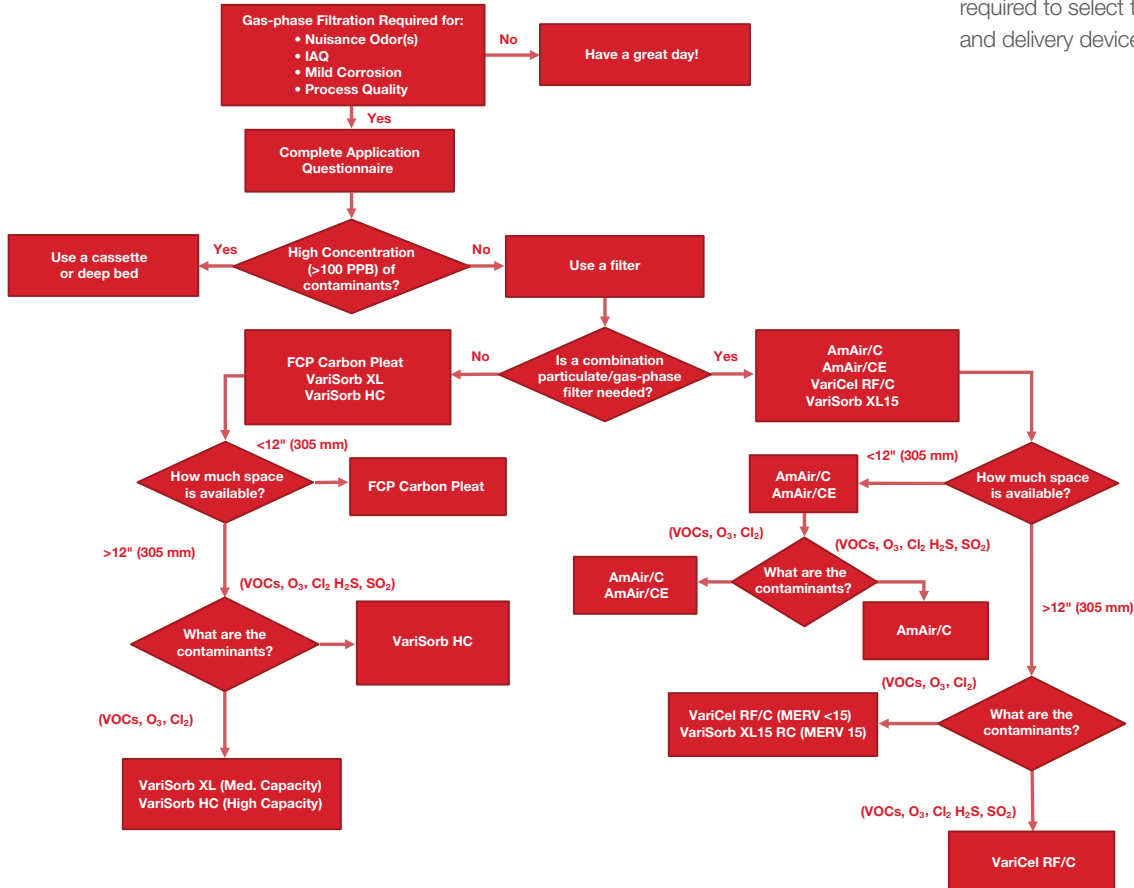 required to select t
and delivery device
Gas-phase Filtration Required for:
• Nuisance Odor(s)
• IAQ
• Mild Corrosion
• Process Quality
No
Have a great day!
Yes
Complete Application
Questionnaire
Use a cassette
or deep bed
Yes
High Concentration
(>100 PPB) of
contaminants?
No
Use a filter
FCP Carbon Pleat
VariSorb XL
VariSorb HC
No
Is a combination
particulate/gas-phase
filter needed?
Yes
AmAir/C
AmAir/CE
VariCel RF/C
VariSorb XL15
<12" (305 mm)
How much space
is available?
FCP Carbon Pleat
>12" (305 mm)
(VOCs, O₃, Cl₂ H₂S, SO₂)
What are the
contaminants?
VariSorb HC
(VOCs, O₃, Cl₂)
VariSorb XL (Med. Capacity)
VariSorb HC (High Capacity)
<12" (305 mm)
How much space
is available?
AmAir/C
AmAir/CE
(VOCs, O₃, Cl₂)
(VOCs, O₃, Cl₂ H₂S, SO₂)
What are the
contaminants?
AmAir/C
AmAir/CE
AmAir/C
>12" (305 mm)
(VOCs, O₃, Cl₂)
What are the
contaminants?
VariCel RF/C (MERV <15)
VariSorb XL15 RC (MERV 15)
(VOCs, O₃, Cl₂ H₂S, SO₂)
VariCel RF/C